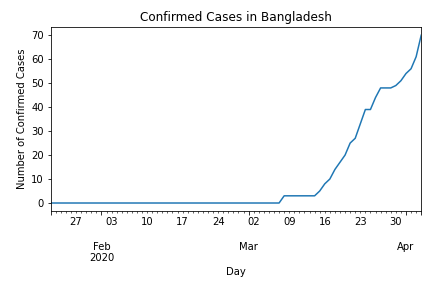 Confirmed Cases in Bangladesh
Number of Confirmed Cases
70
60
50
40
30
20
10
0
27 03 10 17 24 02 09 16 23 30
Feb Mar Apr
2020
Day